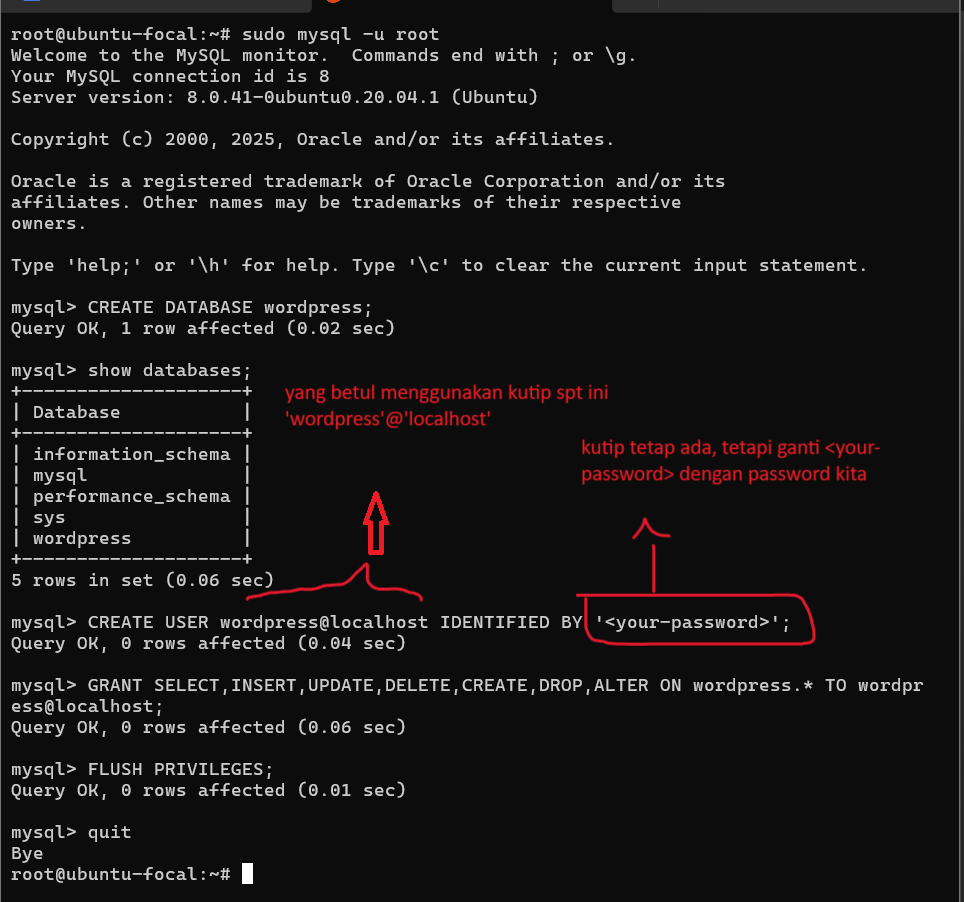 root@ubuntu-focal:~# sudo mysql -u root
Welcome to the MySQL monitor.  Commands end with ; or \g.
Your MySQL connection id is 8
Server version: 8.0.41-0ubuntu0.20.04.1 (Ubuntu)
Copyright (c) 2000, 2025, Oracle and/or its affiliates.
Oracle is a registered trademark of Oracle Corporation and/or its
affiliates. Other names may be trademarks of their respective
owners.
Type 'help;' or '\h' for help. Type '\c' to clear the current input statement.
mysql> CREATE DATABASE wordpress;
Query OK, 1 row affected (0.02 sec)
mysql> show databases;
+--------------------+
| Database           |
+--------------------+
| information_schema |
| mysql              |
| performance_schema |
| sys                |
| wordpress          |
+--------------------+
5 rows in set (0.06 sec)
yang betul menggunakan kutip spt ini
'wordpress'@'localhost'
kutip tetap ada, tetapi ganti <your-
password> dengan password kita
mysql> CREATE USER wordpress@localhost IDENTIFIED BY '<your-password>';
Query OK, 0 rows affected (0.04 sec)
mysql> GRANT SELECT,INSERT,UPDATE,DELETE,CREATE,DROP,ALTER ON wordpress.* TO wordpr
ess@localhost;
Query OK, 0 rows affected (0.06 sec)
mysql> FLUSH PRIVILEGES;
Query OK, 0 rows affected (0.01 sec)
mysql> quit
Bye
root@ubuntu-focal:~#